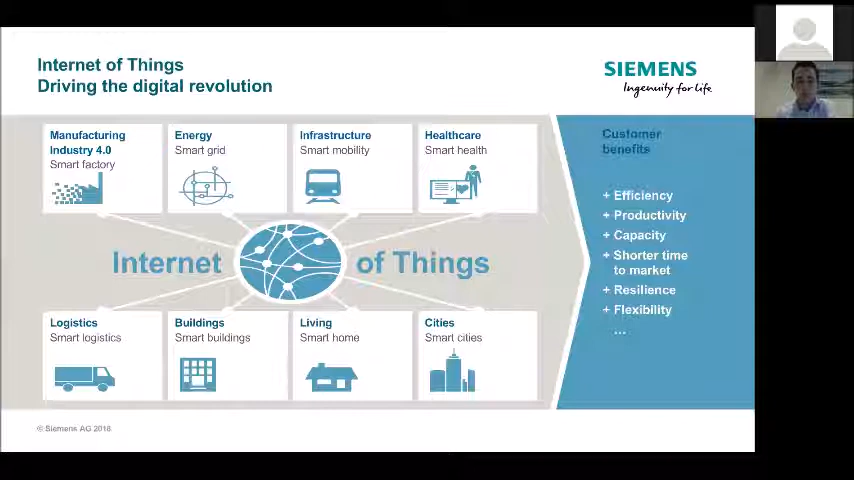 Internet of Things
Driving the digital revolution
SIEMENS
Ingenuity for life
Manufacturing
Industry 4.0
Smart factory
Energy
Smart grid
Infrastructure
Smart mobility
Healthcare
Smart health
Internet of Things
Logistics
Smart logistics
Buildings
Smart buildings
Living
Smart home
Cities
Smart cities
Customer
benefits
+ Efficiency
+ Productivity
+ Capacity
+ Shorter time
to market
+ Resilience
+ Flexibility
...
© Siemens AG 2018